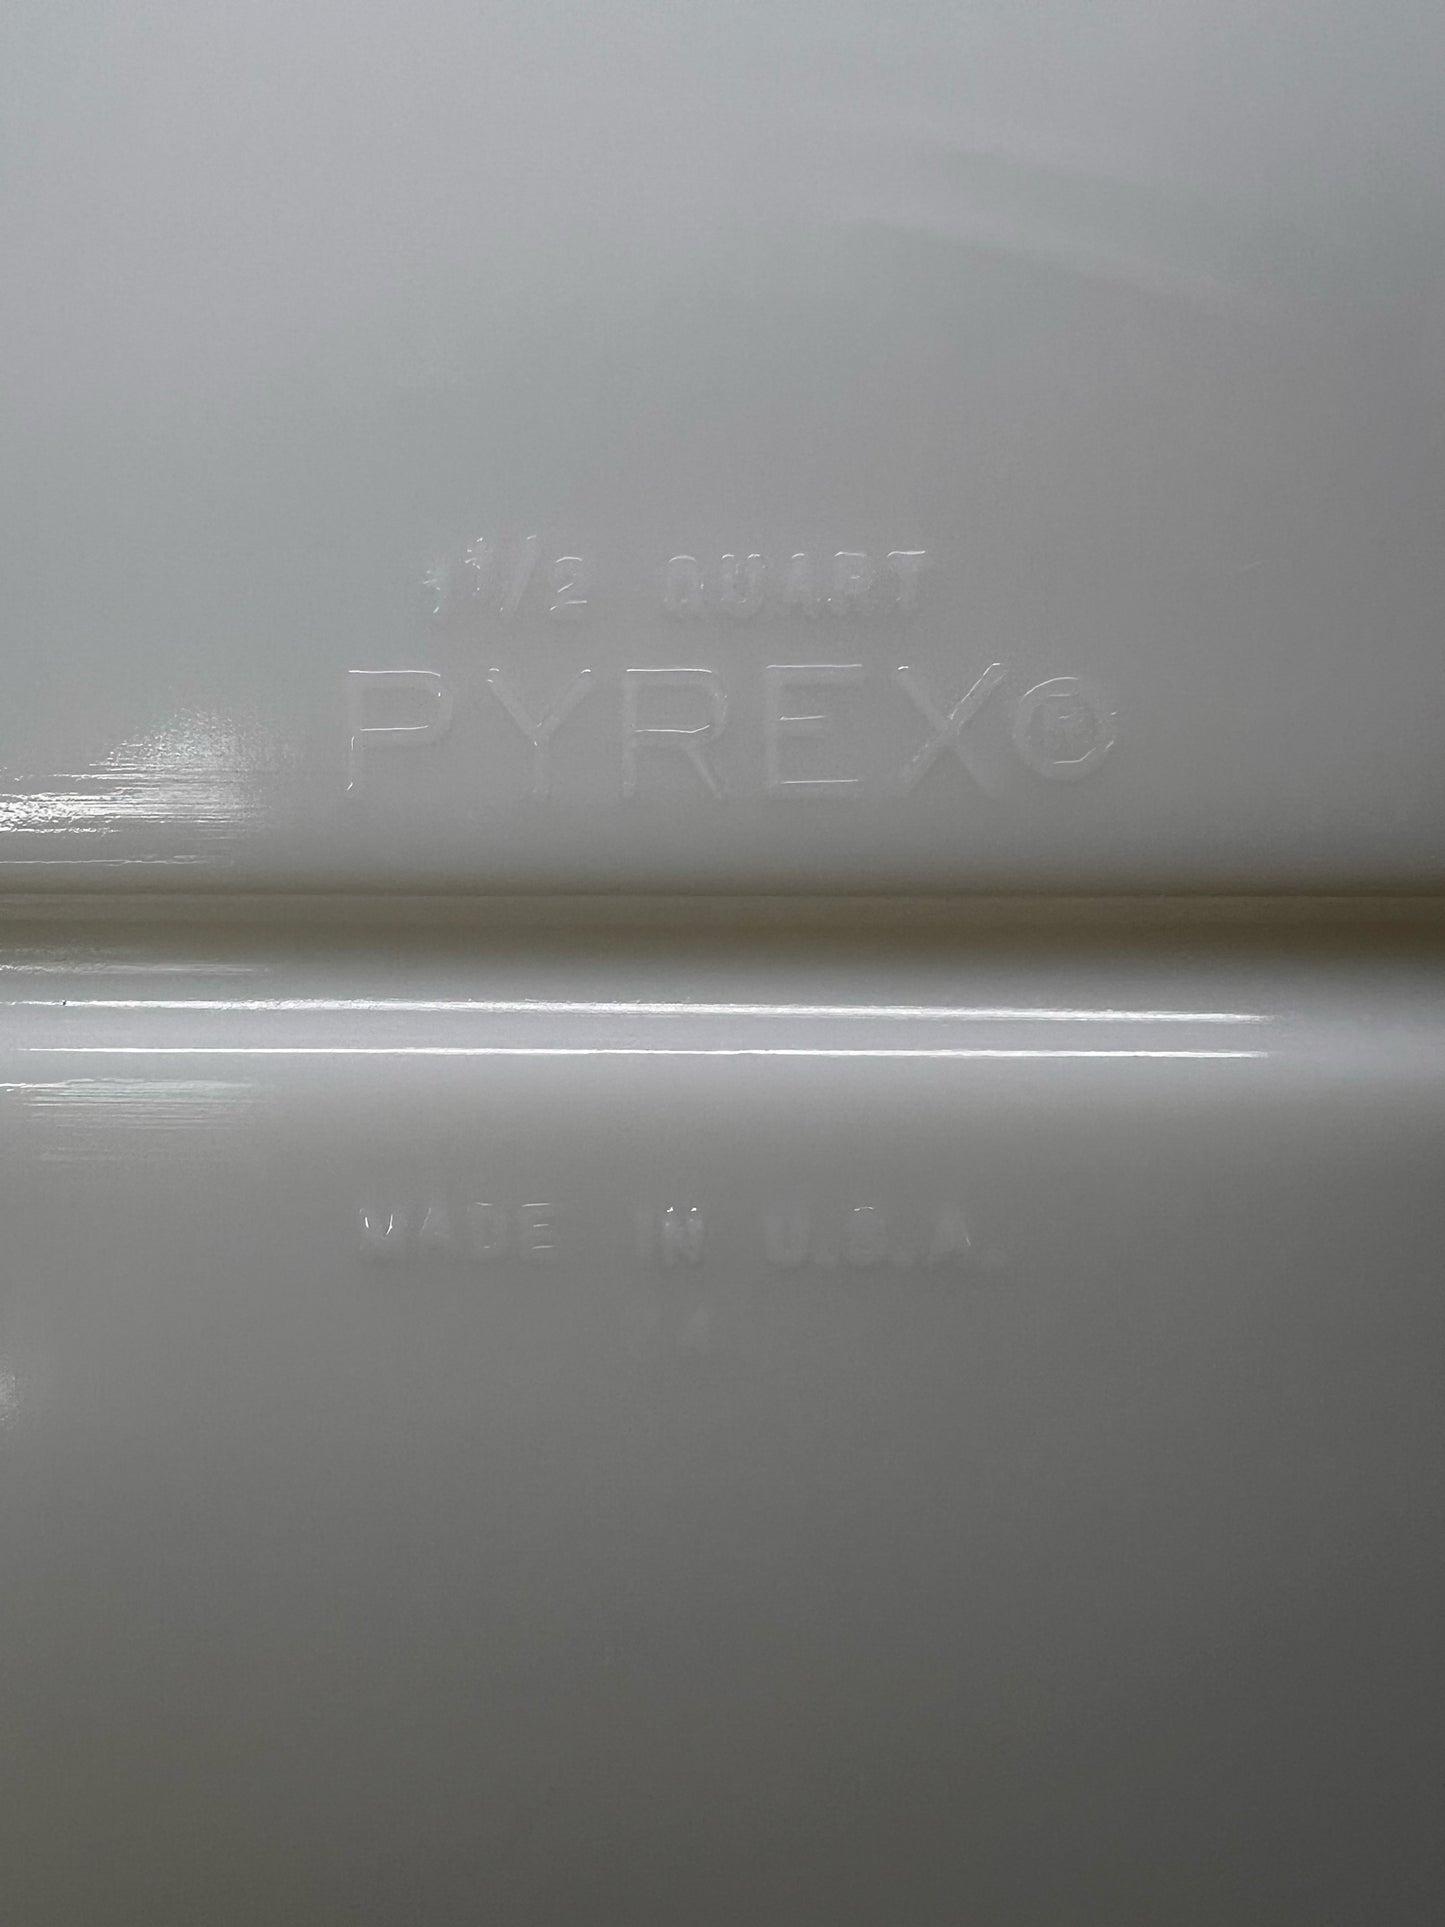 1 1/2 QUART
PYREX®
MADE IN U.S.A.